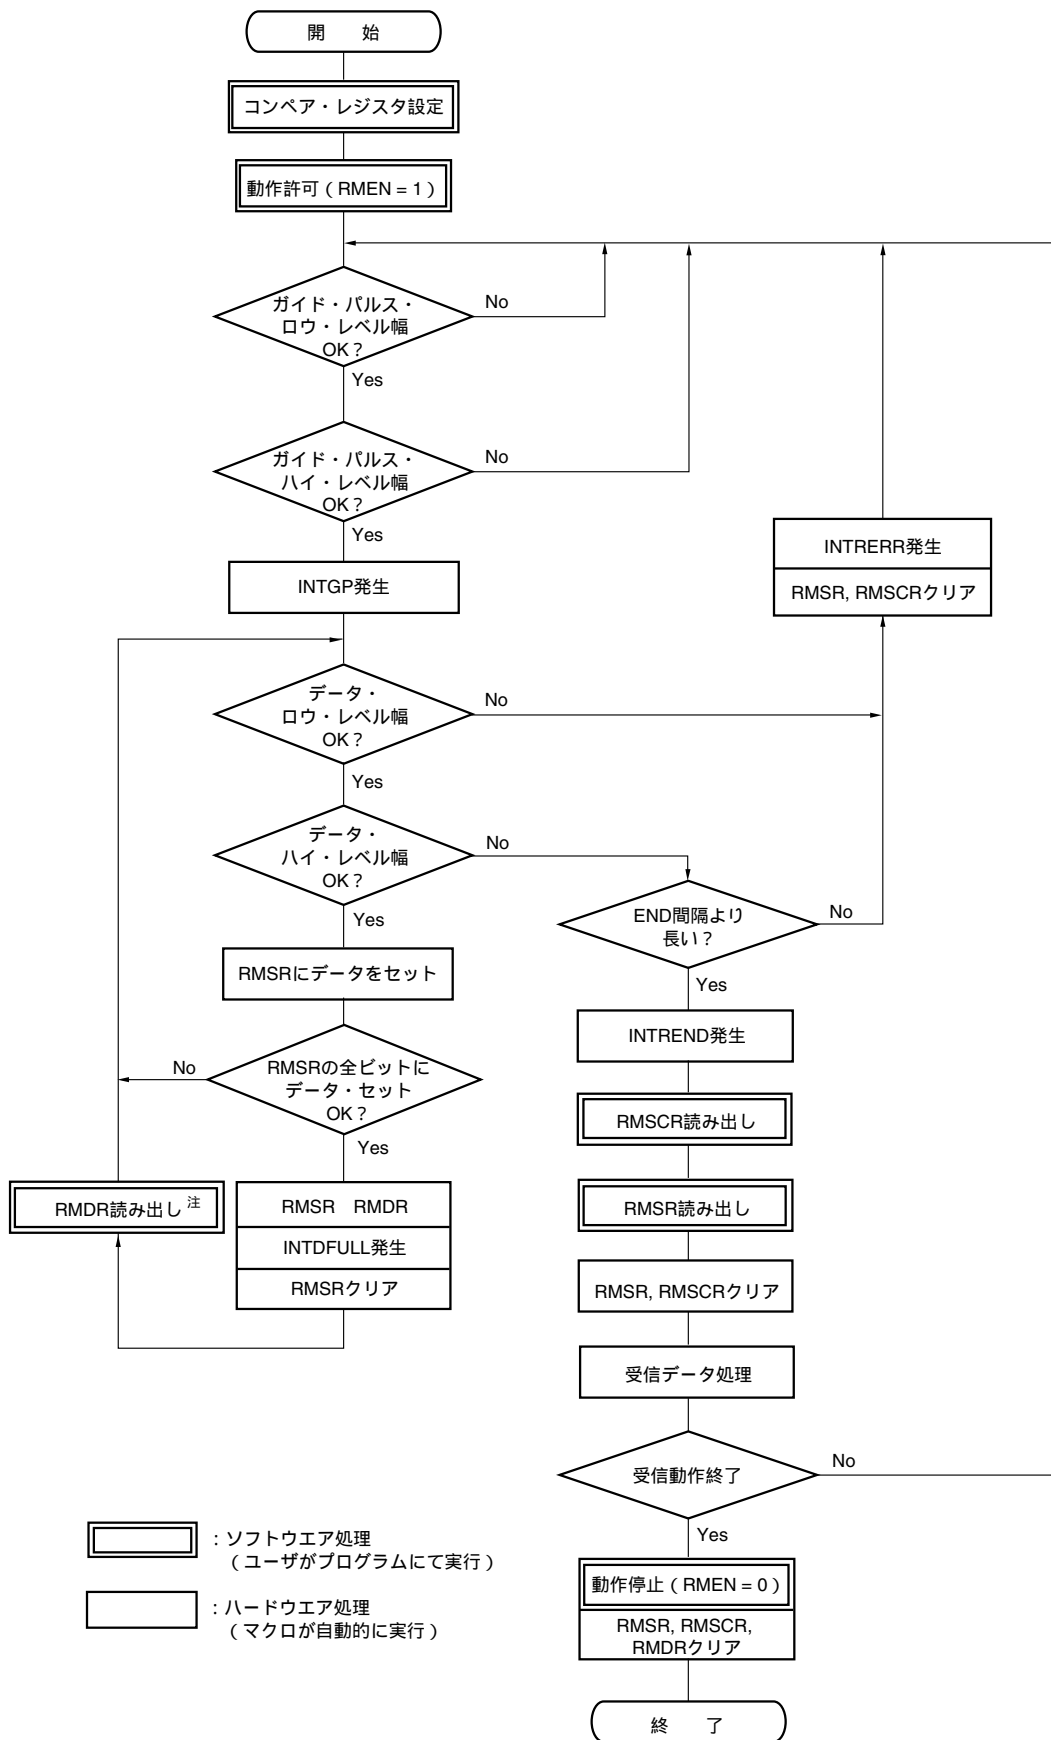 開　始
コンペア・レジスタ設定
動作許可（RMEN = 1）
ガイド・パルス・
ロウ・レベル幅
OK？
No
Yes
ガイド・パルス・
ハイ・レベル幅
OK？
No
Yes
INTGP発生
INTRERR発生
RMSR, RMSCRクリア
データ・
ロウ・レベル幅
OK？
No
Yes
データ・
ハイ・レベル幅
OK？
No
Yes
END間隔より
長い？
No
Yes
RMSRにデータをセット
INTREND発生
RMSRの全ビットに
データ・セット
OK？
No
Yes
RMSCR読み出し
RMDR読み出し 注
RMSR　RMDR
INTDFULL発生
RMSRクリア
RMSR読み出し
RMSR, RMSCRクリア
受信データ処理
受信動作終了
No
Yes
動作停止（RMEN = 0）
RMSR, RMSCR,
RMDRクリア
終　了
：ソフトウエア処理
（ユーザがプログラムにて実行）
：ハードウエア処理
（マクロが自動的に実行）